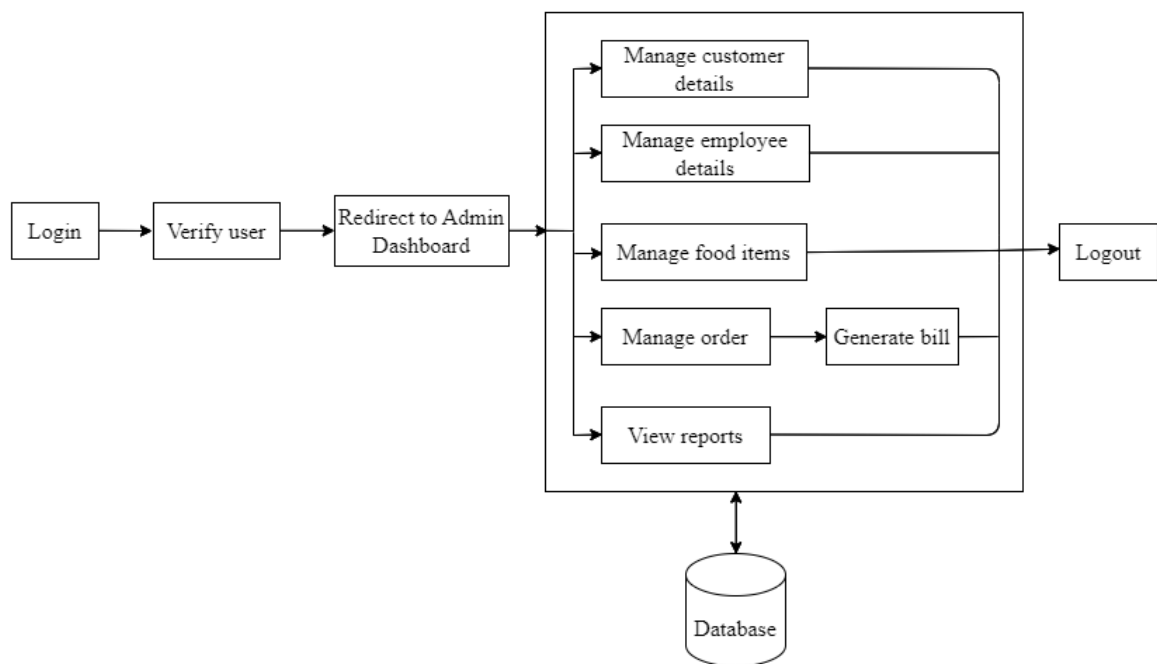 Login
Verify user
Redirect to Admin
Dashboard
Manage customer
details
Manage employee
details
Manage food items
Manage order
Generate bill
View reports
Logout
Database